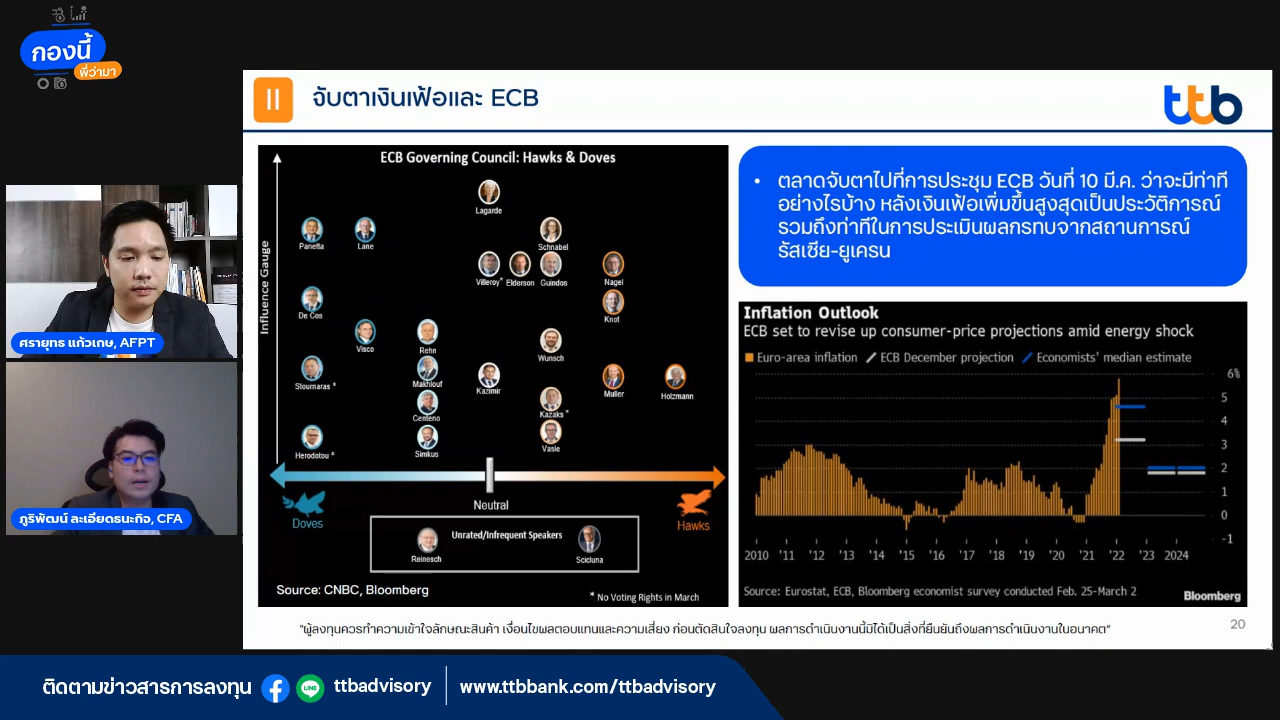 กองนี้
พี่ว่ามา
II
จับตาเงินเฟ้อและ ECB
ttb
ECB Governing Council: Hawks & Doves
Influence Gauge
Lagarde
Panetta
Lane
Schnabel
Villeroy*
Elderson
Guindos
Nagel
De Cos
Knot
Visco
Rehn
Wunsch
Stournaras *
Makhlouf
Kazimir
Muller
Holzmann
Centeno
Kazaks *
Herodotou *
Simkus
Vasle
Neutral
Doves
Hawks
Unrated/Infrequent Speakers
Reinesch
Scicluna
Source: CNBC, Bloomberg
* No Voting Rights in March
• ตลาดจับตาไปที่การประชุม ECB วันที่ 10 มี.ค. ว่าจะมีท่าที
อย่างไรบ้าง หลังเงินเฟ้อเพิ่มขึ้นสูงสุดเป็นประวัติการณ์
รวมถึงท่าทีในการประเมินผลกรทบจากสถานการณ์
รัสเซีย-ยูเครน
Inflation Outlook
ECB set to revise up consumer-price projections amid energy shock
Euro-area inflation ECB December projection Economists' median estimate
6%
5
4
3
2
1
0
-1
2010 '11 '12 '13 '14 '15 '16 '17 '18 '19 '20 '21 '22 '23 2024
Source: Eurostat, ECB, Bloomberg economist survey conducted Feb. 25-March 2
Bloomberg
"ผู้ลงทุนควรทำความเข้าใจลักษณะสินค้า เงื่อนไขผลตอบแทนและความเสี่ยง ก่อนตัดสินใจลงทุน ผลการดำเนินงานนี้มิได้เป็นสิ่งที่ยืนยันถึงผลการดำเนินงานในอนาคต"
20
ศรายุทธ แก้วเกษ, AFPT
ภูริพัฒน์ ละเอียดธนะกิจ, CFA
ติดตามข่าวสารการลงทุน
LINE
ttbadvisory
www.ttbbank.com/ttbadvisory